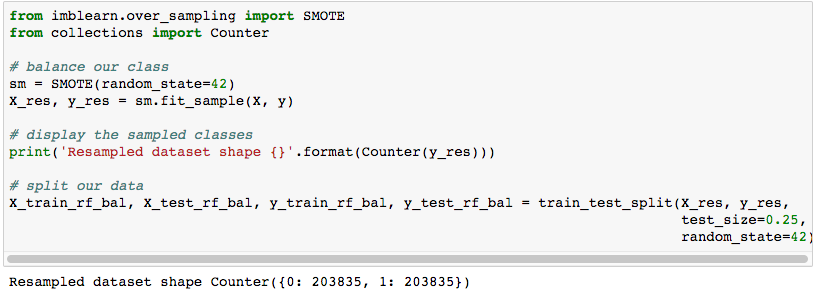 from imblearn.over_sampling import SMOTE
from collections import Counter
# balance our class
sm = SMOTE(random_state=42)
X_res, y_res = sm.fit_sample(X, y)
# display the sampled classes
print('Resampled dataset shape {}'.format(Counter(y_res)))
# split our data
X_train_rf_bal, X_test_rf_bal, y_train_rf_bal, y_test_rf_bal = train_test_split(X_res, y_res,
test_size=0.25,
random_state=42)
Resampled dataset shape Counter({0: 203835, 1: 203835})